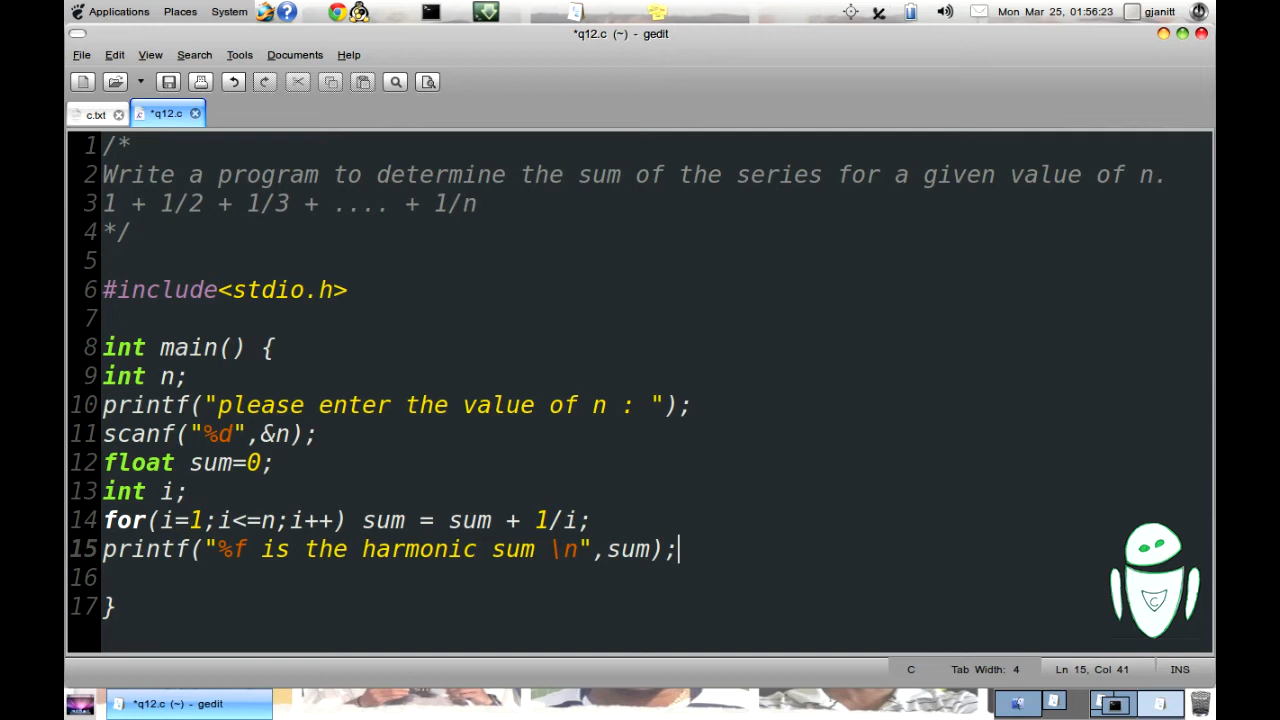 Applications Places System Mon Mar 25, 01:56:23 gjanitt
*q12.c (~) - gedit
File Edit View Search Tools Documents Help
c.txt *q12.c
1 /*
2 Write a program to determine the sum of the series for a given value of n.
3 1 + 1/2 + 1/3 + .... + 1/n
4 */
5
6 #include<stdio.h>
7
8 int main() {
9 int n;
10 printf("please enter the value of n : ");
11 scanf("%d",&n);
12 float sum=0;
13 int i;
14 for(i=1;i<=n;i++) sum = sum + 1/i;
15 printf("%f is the harmonic sum \n",sum);
16
17 }
C
C Tab Width: 4 Ln 15, Col 41 INS
*q12.c (~) - gedit